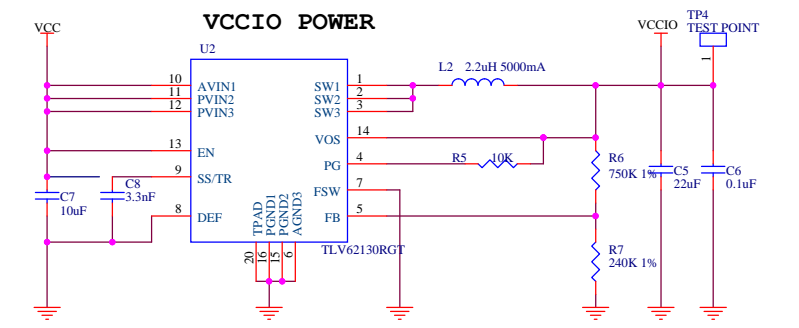 VCCIO POWER
VCC
VCCIO
TP4
TEST POINT
1
U2
L2 2.2uH 5000mA
10 AVIN1 SW1 1
11 PVIN2 SW2 2
12 PVIN3 SW3 3
VOS 14
13 EN
PG 4
R5 10K
9 SS/TR
FSW 7
8 DEF
FB 5
TPAD
PGND1
PGND2
AGND3
20
16
15
6
TLV62130RGT
C7
10uF
C8
3.3nF
R6
750K 1%
C5
22uF
C6
0.1uF
R7
240K 1%